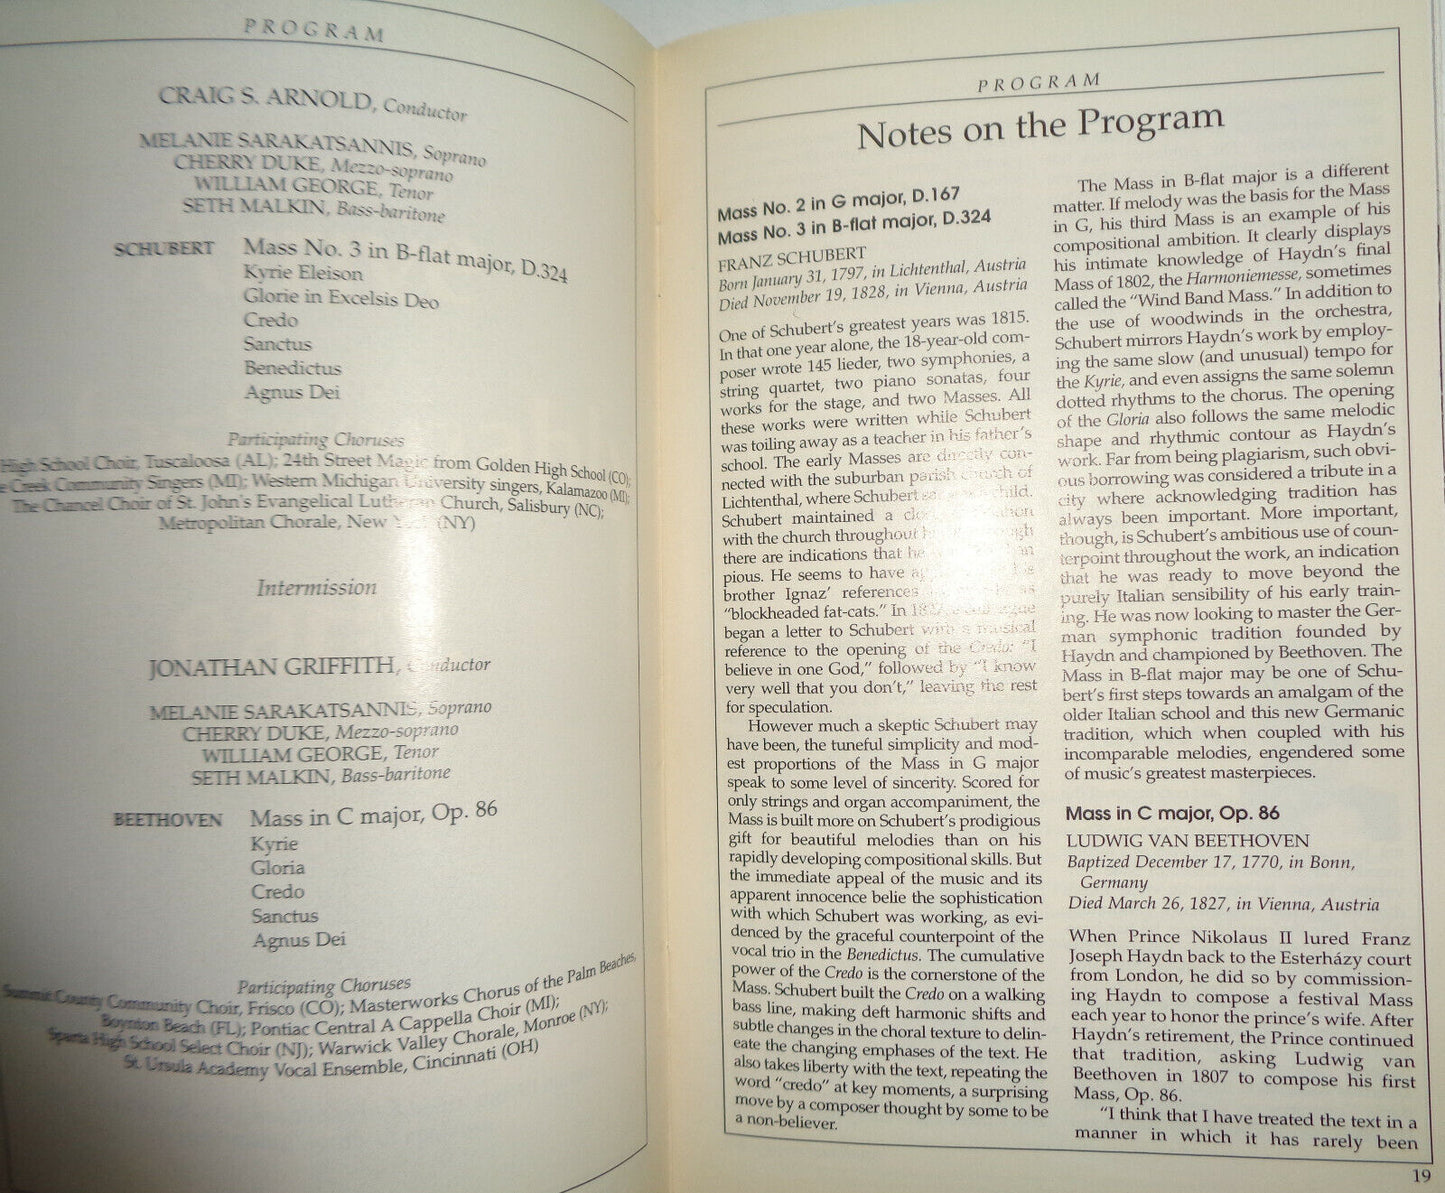 PROGRAM
CRAIG S. ARNOLD, Conductor
MELANIE SARAKATSANNIS, Soprano
CHERRY DUKE, Mezzo-soprano
WILLIAM GEORGE, Tenor
SETH MALKIN, Bass-baritone
SCHUBERT Mass No. 3 in B-flat major, D.324
Kyrie Eleison
Glorie in Excelsis Deo
Credo
Sanctus
Benedictus
Agnus Dei
Participating Choruses
High School Choir, Tuscaloosa (AL); 24th Street Magic from Golden High School (CO);
Creek Community Singers (MI); Western Michigan University singers, Kalamazoo (MI);
The Chancel Choir of St. John's Evangelical Lutheran Church, Salisbury (NC);
Metropolitan Chorale, New York (NY)
Intermission
JONATHAN GRIFFITH, Conductor
MELANIE SARAKATSANNIS, Soprano
CHERRY DUKE, Mezzo-soprano
WILLIAM GEORGE, Tenor
SETH MALKIN, Bass-baritone
BEETHOVEN Mass in C major, Op. 86
Kyrie
Gloria
Credo
Sanctus
Agnus Dei
Participating Choruses
Summit County Community Choir, Frisco (CO); Masterworks Chorus of the Palm Beaches,
Boynton Beach (FL); Pontiac Central A Cappella Choir (MI);
Sparta High School Select Choir (NJ); Warwick Valley Chorale, Monroe (NY);
St. Ursula Academy Vocal Ensemble, Cincinnati (OH)
PROGRAM
Notes on the Program
Mass No. 2 in G major, D.167
Mass No. 3 in B-flat major, D.324
FRANZ SCHUBERT
Born January 31, 1797, in Lichtenthal, Austria
Died November 19, 1828, in Vienna, Austria
One of Schubert's greatest years was 1815.
In that one year alone, the 18-year-old com-
poser wrote 145 lieder, two symphonies, a
string quartet, two piano sonatas, four
works for the stage, and two Masses. All
these works were written while Schubert
was toiling away as a teacher in his father's
school. The early Masses are directly con-
nected with the suburban parish church of
Lichtenthal, where Schubert child.
Schubert maintained a
with the church throughout
there are indications that he
pious. He seems to have
brother Ignaz' references
"blockheaded fat-cats." In
began a letter to Schubert with a musical
reference to the opening of the Credo: "I
believe in one God," followed by "I know
very well that you don't," leaving the rest
for speculation.
However much a skeptic Schubert may
have been, the tuneful simplicity and mod-
est proportions of the Mass in G major
speak to some level of sincerity. Scored for
only strings and organ accompaniment, the
Mass is built more on Schubert's prodigious
gift for beautiful melodies than on his
rapidly developing compositional skills. But
the immediate appeal of the music and its
apparent innocence belie the sophistication
with which Schubert was working, as evi-
denced by the graceful counterpoint of the
vocal trio in the Benedictus. The cumulative
power of the Credo is the cornerstone of the
Mass. Schubert built the Credo on a walking
bass line, making deft harmonic shifts and
subtle changes in the choral texture to delin-
eate the changing emphases of the text. He
also takes liberty with the text, repeating the
word "credo" at key moments, a surprising
move by a composer thought by some to be
a non-believer.
The Mass in B-flat major is a different
matter. If melody was the basis for the Mass
in G, his third Mass is an example of his
compositional ambition. It clearly displays
his intimate knowledge of Haydn's final
Mass of 1802, the Harmoniemesse, sometimes
called the "Wind Band Mass." In addition to
the use of woodwinds in the orchestra,
Schubert mirrors Haydn's work by employ-
ing the same slow (and unusual) tempo for
the Kyrie, and even assigns the same solemn
dotted rhythms to the chorus. The opening
of the Gloria also follows the same melodic
shape and rhythmic contour as Haydn's
work. Far from being plagiarism, such obvi-
ous borrowing was considered a tribute in a
city where acknowledging tradition has
always been important. More important,
though, is Schubert's ambitious use of coun-
terpoint throughout the work, an indication
that he was ready to move beyond the
purely Italian sensibility of his early train-
ing. He was now looking to master the Ger-
man symphonic tradition founded by
Haydn and championed by Beethoven. The
Mass in B-flat major may be one of Schu-
bert's first steps towards an amalgam of the
older Italian school and this new Germanic
tradition, which when coupled with his
incomparable melodies, engendered some
of music's greatest masterpieces.
Mass in C major, Op. 86
LUDWIG VAN BEETHOVEN
Baptized December 17, 1770, in Bonn,
Germany
Died March 26, 1827, in Vienna, Austria
When Prince Nikolaus II lured Franz
Joseph Haydn back to the Esterházy court
from London, he did so by commission-
ing Haydn to compose a festival Mass
each year to honor the prince's wife. After
Haydn's retirement, the Prince continued
that tradition, asking Ludwig van
Beethoven in 1807 to compose his first
Mass, Op. 86.
"I think that I have treated the text in a
manner in which it has rarely been
19